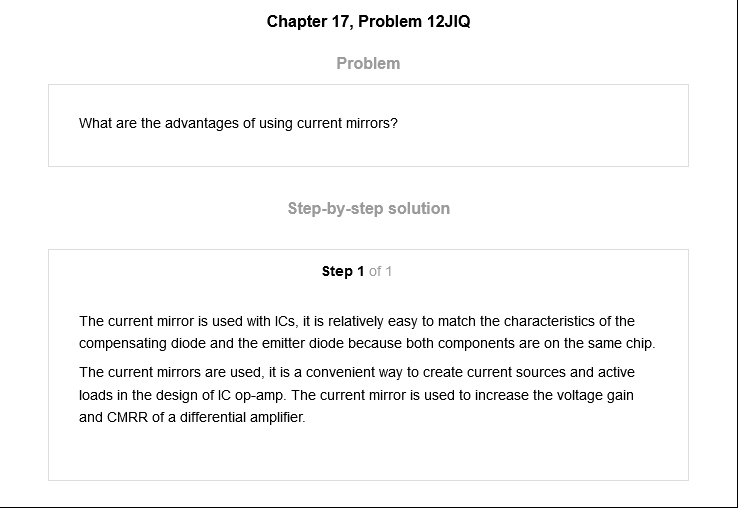 Chapter 17, Problem 12JIQ
Problem
What are the advantages of using current mirrors?
Step-by-step solution
Step 1 of 1
The current mirror is used with ICs, it is relatively easy to match the characteristics of the
compensating diode and the emitter diode because both components are on the same chip.
The current mirrors are used, it is a convenient way to create current sources and active
loads in the design of IC op-amp. The current mirror is used to increase the voltage gain
and CMRR of a differential amplifier.